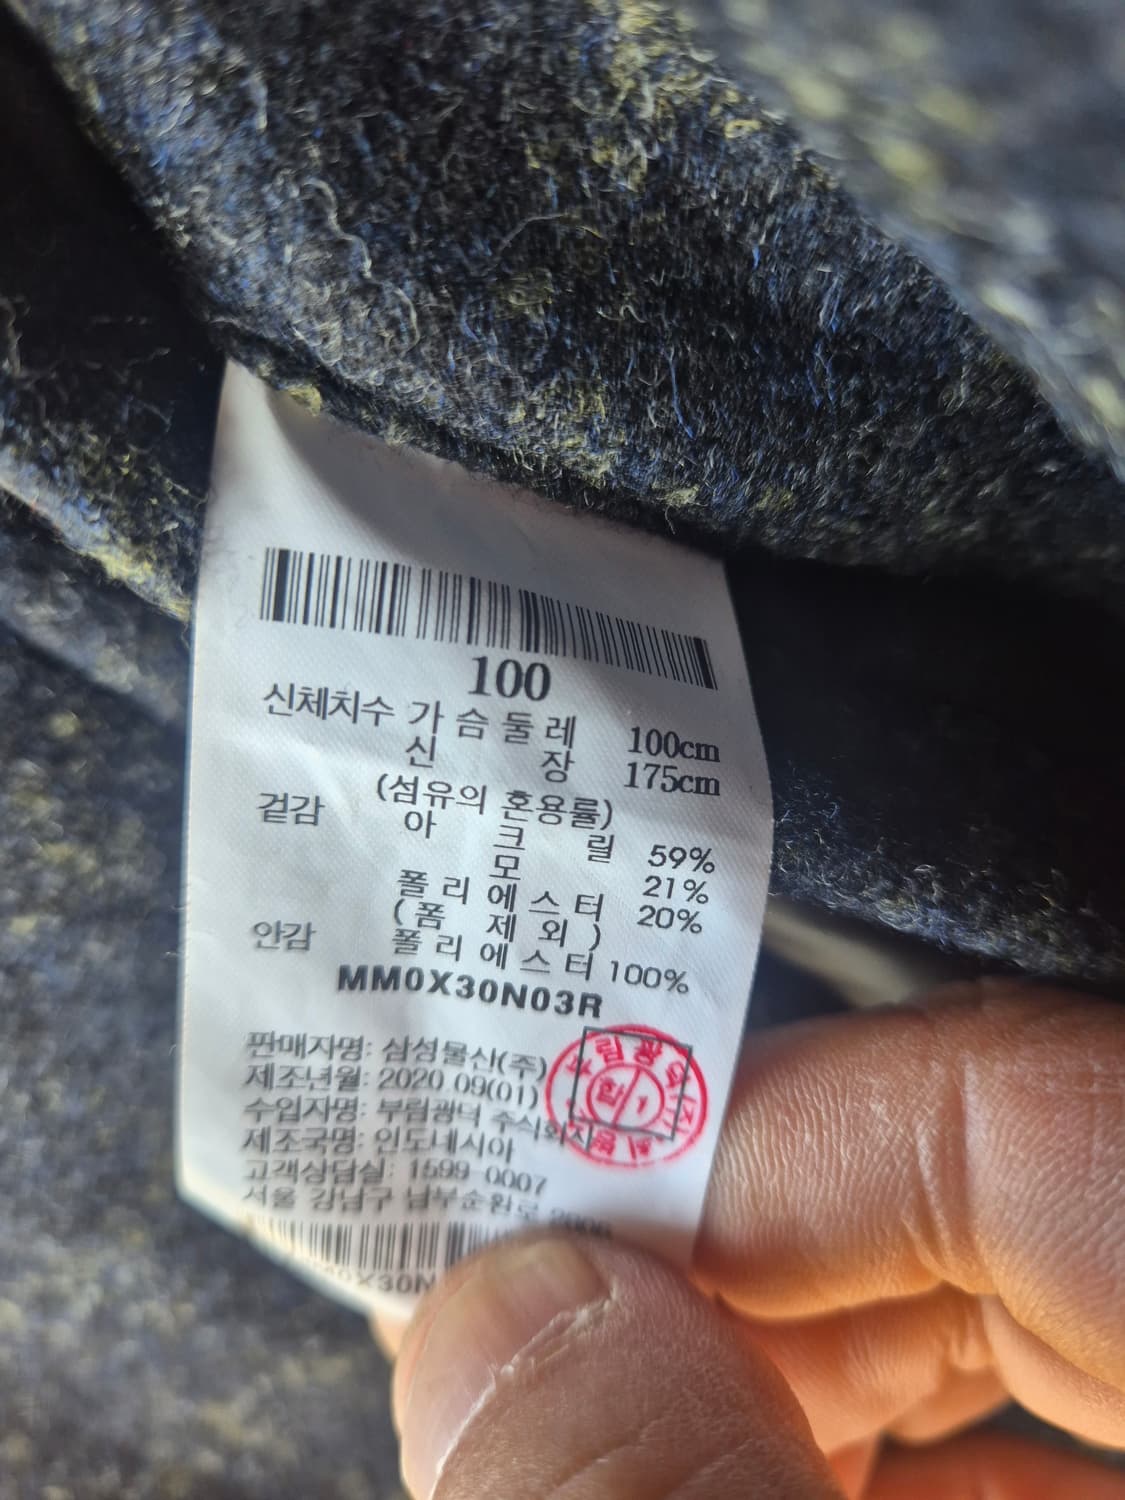 100
신체치수 가슴둘레 100cm
신장 175cm
(섬유의 혼용률)
겉감 아크릴 59%
모 21%
폴리에스터 20%
(폼 제외)
안감 폴리에스터 100%
MM0X30N03R
판매자명: 삼성물산(주)
제조년월: 2020.09(01)
수입자명: 부림광덕 주식회사
제조국명: 인도네시아
고객상담실: 1599-0007
서울 강남구 남부순환로